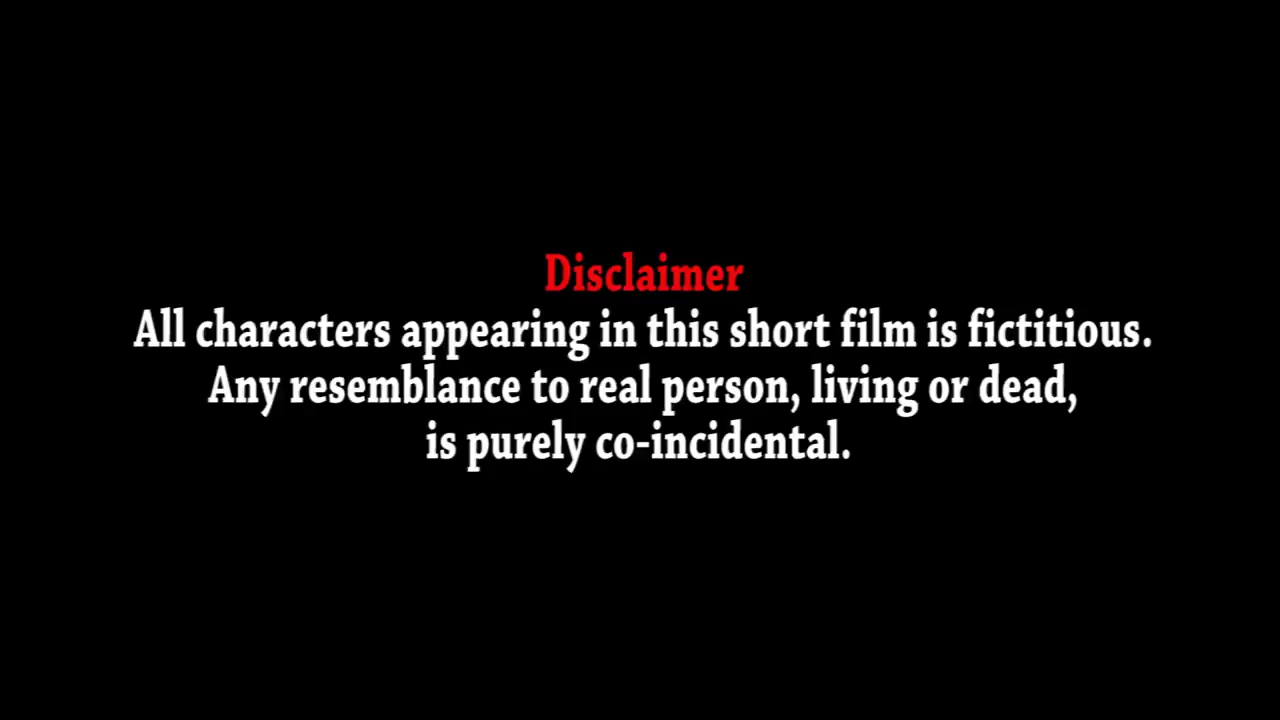 Disclaimer
All characters appearing in this short film is fictitious.
Any resemblance to real person, living or dead,
is purely co-incidental.